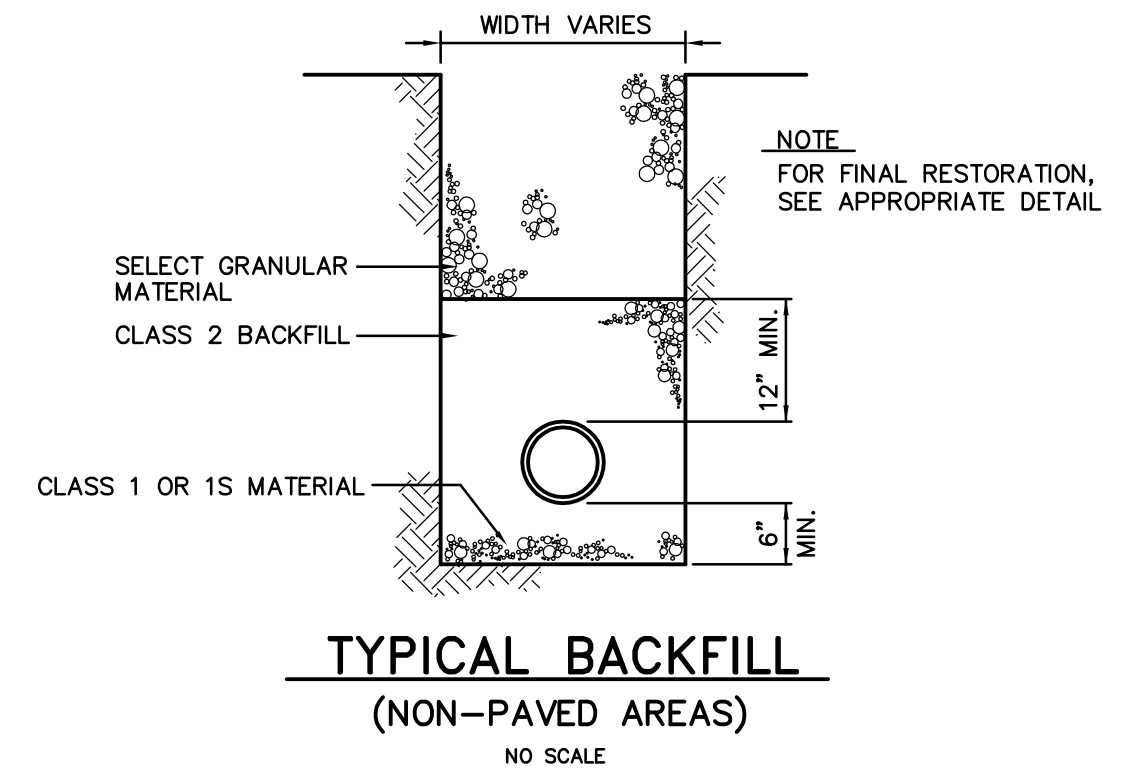 WIDTH VARIES
NOTE
FOR FINAL RESTORATION,
SEE APPROPRIATE DETAIL
SELECT GRANULAR
MATERIAL
CLASS 2 BACKFILL
12" MIN.
CLASS 1 OR 1S MATERIAL
6"
MIN.
TYPICAL BACKFILL
(NON-PAVED AREAS)
NO SCALE